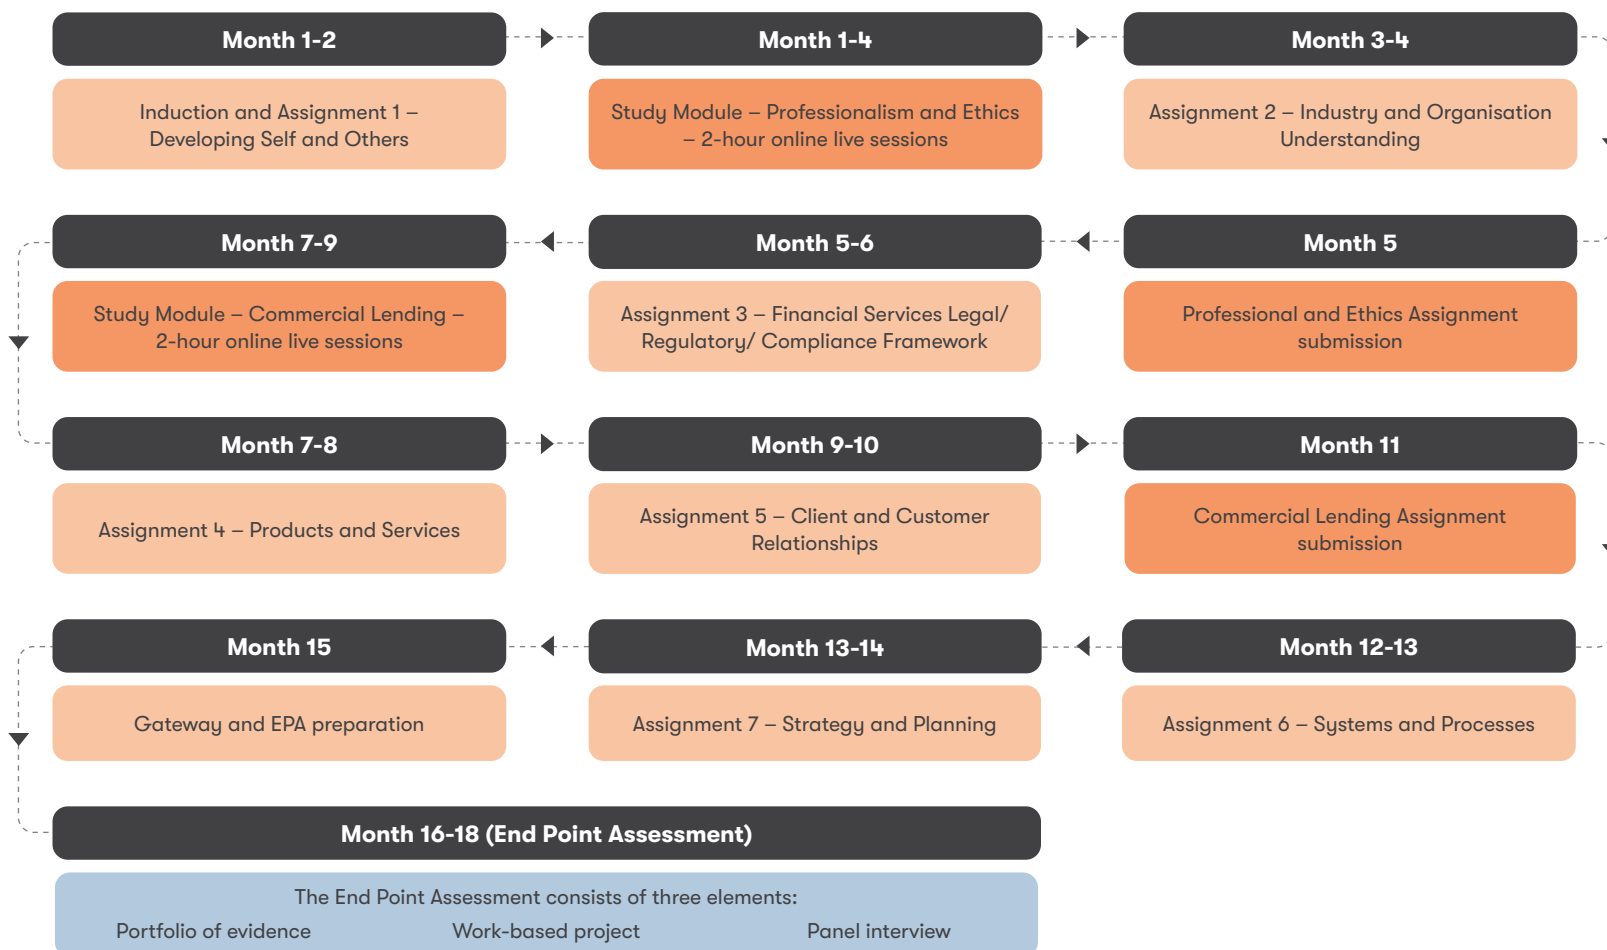 Month 1-2
Induction and Assignment 1 –
Developing Self and Others
Month 1-4
Study Module – Professionalism and Ethics
– 2-hour online live sessions
Month 3-4
Assignment 2 – Industry and Organisation
Understanding
Month 5
Professional and Ethics Assignment
submission
Month 5-6
Assignment 3 – Financial Services Legal/
Regulatory/ Compliance Framework
Month 7-9
Study Module – Commercial Lending –
2-hour online live sessions
Month 7-8
Assignment 4 – Products and Services
Month 9-10
Assignment 5 – Client and Customer
Relationships
Month 11
Commercial Lending Assignment
submission
Month 12-13
Assignment 6 – Systems and Processes
Month 13-14
Assignment 7 – Strategy and Planning
Month 15
Gateway and EPA preparation
Month 16-18 (End Point Assessment)
The End Point Assessment consists of three elements:
Portfolio of evidence
Work-based project
Panel interview